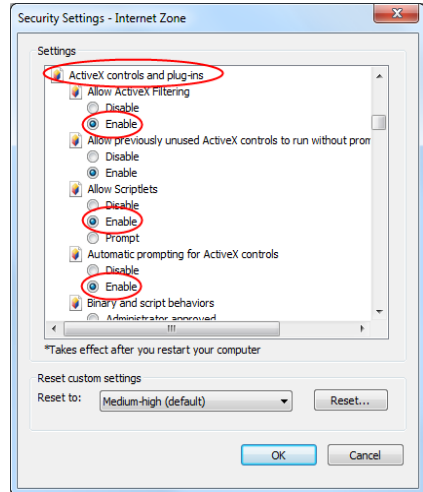 Security Settings - Internet Zone
Settings
ActiveX controls and plug-ins
Allow ActiveX Filtering
Disable
Enable
Allow previously unused ActiveX controls to run without prom
Disable
Enable
Allow Scriptlets
Disable
Enable
Prompt
Automatic prompting for ActiveX controls
Disable
Enable
Binary and script behaviors
Administrator approved
*Takes effect after you restart your computer
Reset custom settings
Reset to:
Medium-high (default)
Reset...
OK
Cancel